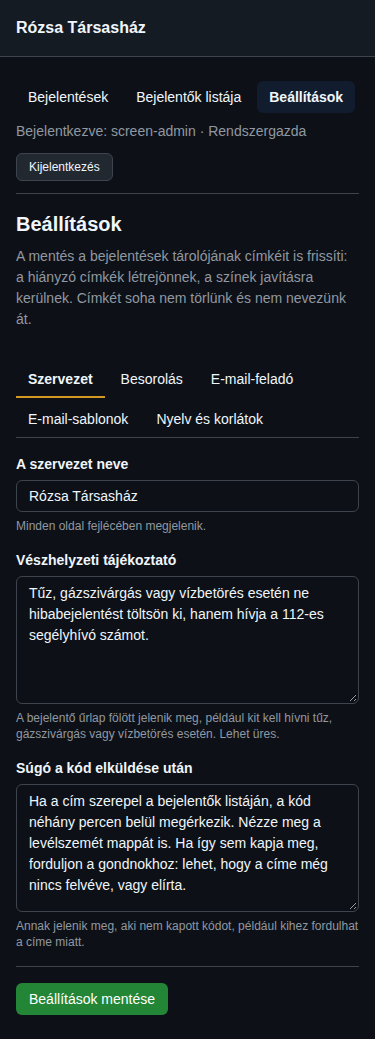 Rózsa Társasház
Bejelentések Bejelentők listája Beállítások
Bejelentkezve: screen-admin · Rendszergazda
Kijelentkezés
Beállítások
A mentés a bejelentések tárolójának címkéit is frissíti:
a hiányzó címkék létrejönnek, a színek javításra
kerülnek. Címkét soha nem törlünk és nem nevezünk
át.
Szervezet Besorolás E-mail-feladó
E-mail-sablonok Nyelv és korlátok
A szervezet neve
Rózsa Társasház
Minden oldal fejlécében megjelenik.
Vészhelyzeti tájékoztató
Tűz, gázszivárgás vagy vízbetörés esetén ne
hibabejelentést töltsön ki, hanem hívja a 112-es
segélyhívó számot.
A bejelentő űrlap fölött jelenik meg, például kit kell hívni tűz,
gázszivárgás vagy vízbetörés esetén. Lehet üres.
Súgó a kód elküldése után
Ha a cím szerepel a bejelentők listáján, a kód
néhány percen belül megérkezik. Nézze meg a
levélszemét mappát is. Ha így sem kapja meg,
forduljon a gondnokhoz: lehet, hogy a címe még
nincs felvéve, vagy elírta.
Annak jelenik meg, aki nem kapott kódot, például kihez fordulhat
a címe miatt.
Beállítások mentése